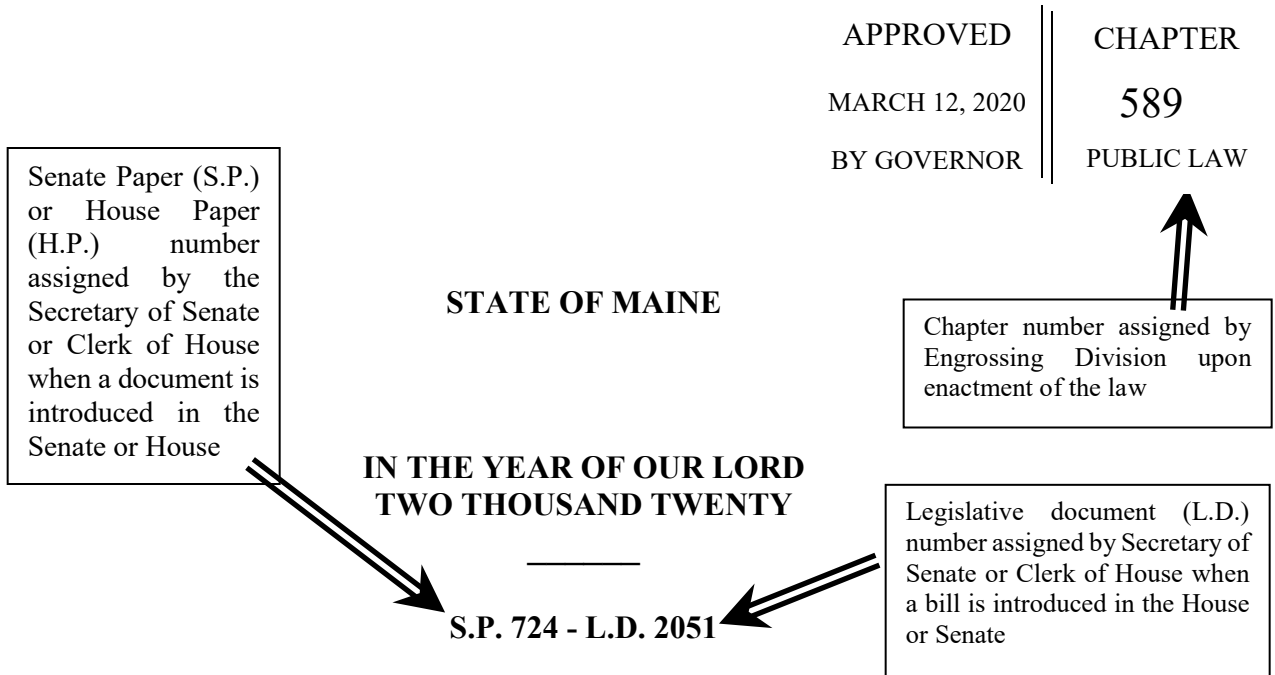 APPROVED
MARCH 12, 2020
BY GOVERNOR
CHAPTER
589
PUBLIC LAW
Senate Paper (S.P.)
or House Paper
(H.P.) number
assigned by the
Secretary of Senate
or Clerk of House
when a document is
introduced in the
Senate or House
STATE OF MAINE
Chapter number assigned by
Engrossing Division upon
enactment of the law
IN THE YEAR OF OUR LORD
TWO THOUSAND TWENTY
Legislative document (L.D.)
number assigned by Secretary of
Senate or Clerk of House when
a bill is introduced in the House
or Senate
S.P. 724 - L.D. 2051